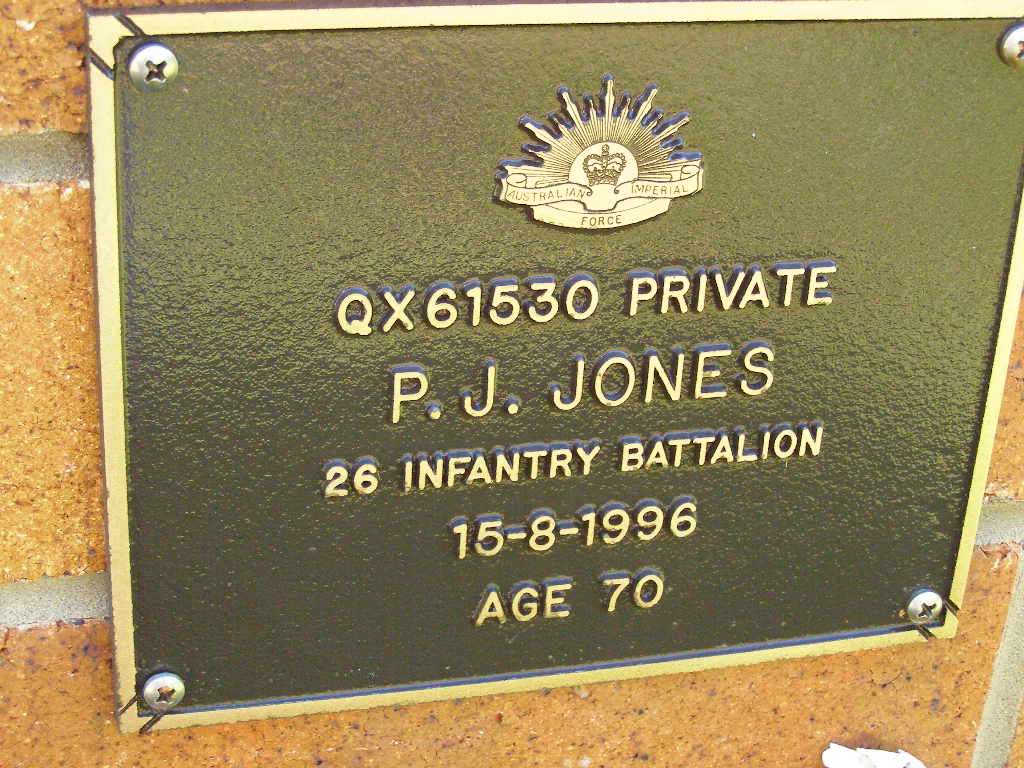 AUSTRALIAN IMPERIAL
FORCE
QX61530 PRIVATE
P. J. JONES
26 INFANTRY BATTALION
15-8-1996
AGE 70